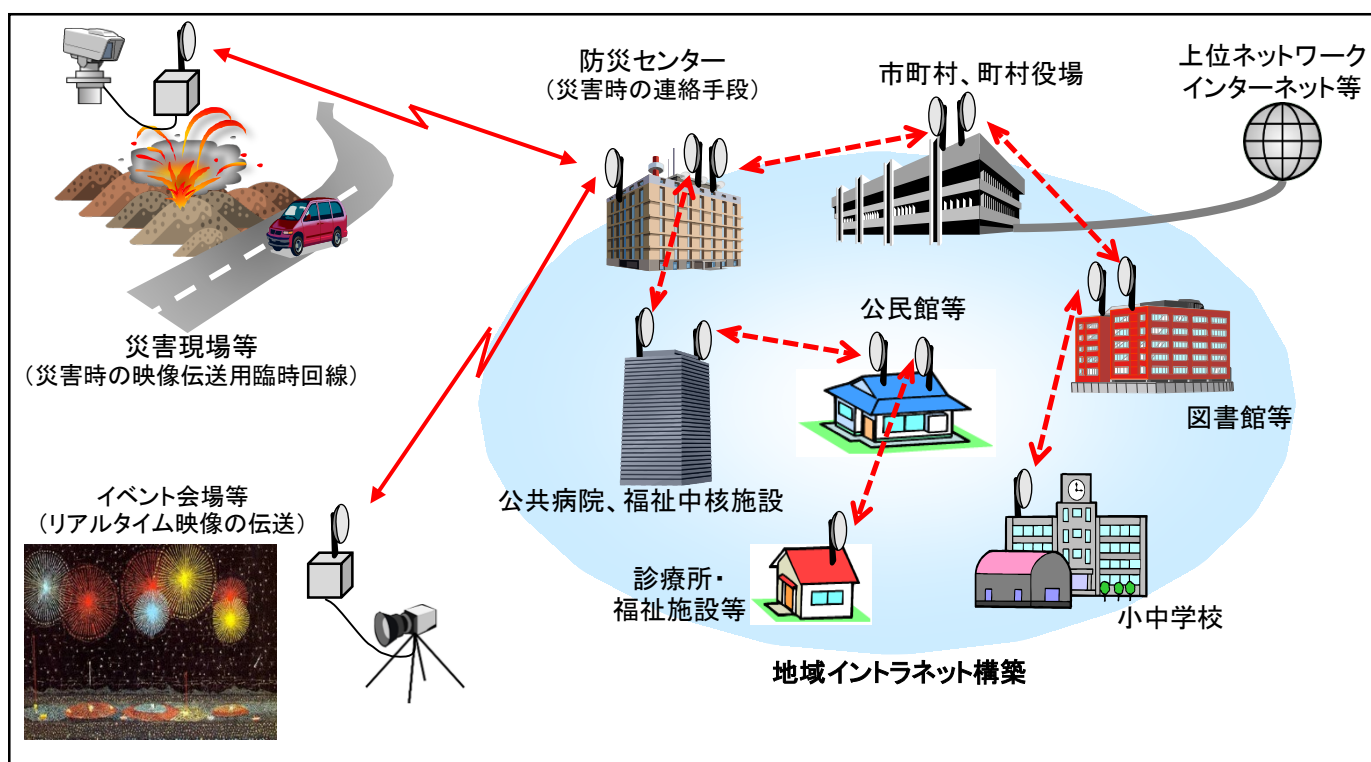 防災センター
(災害時の連絡手段)
市町村、町村役場
上位ネットワーク
インターネット等
災害現場等
(災害時の映像伝送用臨時回線)
公民館等
図書館等
公共病院、福祉中核施設
イベント会場等
(リアルタイム映像の伝送)
診療所・
福祉施設等
小中学校
地域イントラネット構築